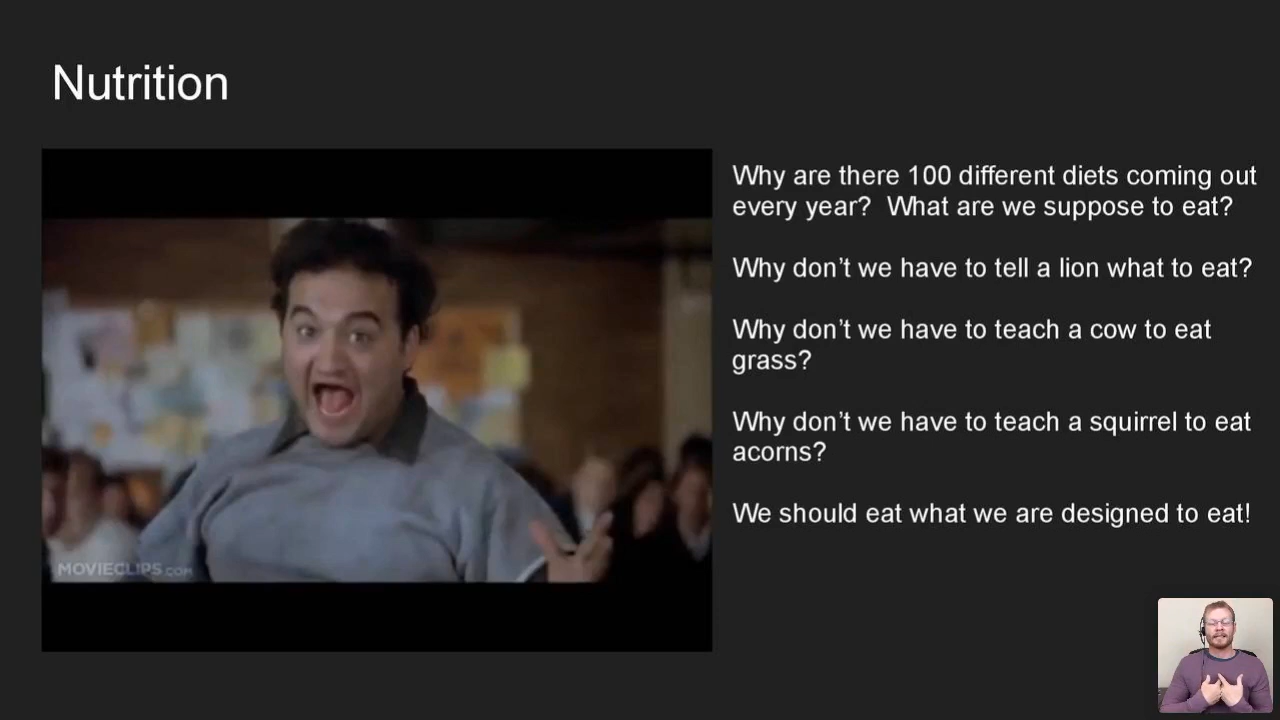 Nutrition
Why are there 100 different diets coming out
every year?  What are we suppose to eat?
Why don’t we have to tell a lion what to eat?
Why don’t we have to teach a cow to eat
grass?
Why don’t we have to teach a squirrel to eat
acorns?
We should eat what we are designed to eat!
MOVIECLIPS.COM